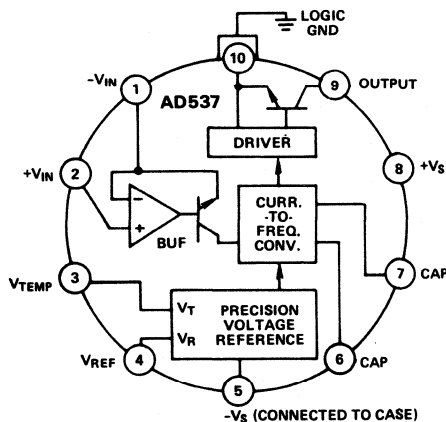 LOGIC
GND
10
-VIN
1
AD537
9
OUTPUT
DRIVER
+VIN
2
8
+VS
-
+
BUF
CURR.
-TO-
FREQ.
CONV.
3
VTEMP
7
CAP
VT
VR
PRECISION
VOLTAGE
REFERENCE
VREF
4
6
CAP
5
-VS (CONNECTED TO CASE)